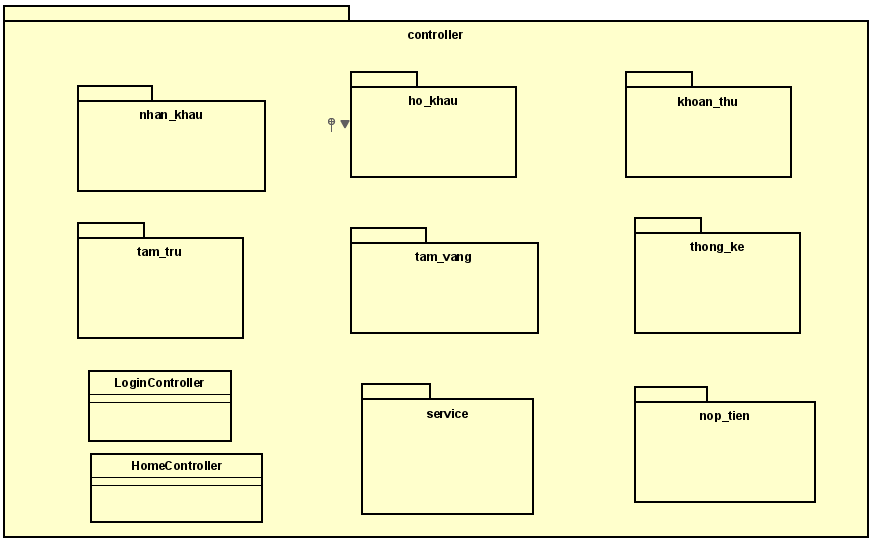 controller
nhan_khau
ho_khau
khoan_thu
tam_tru
tam_vang
thong_ke
LoginController
HomeController
service
nop_tien